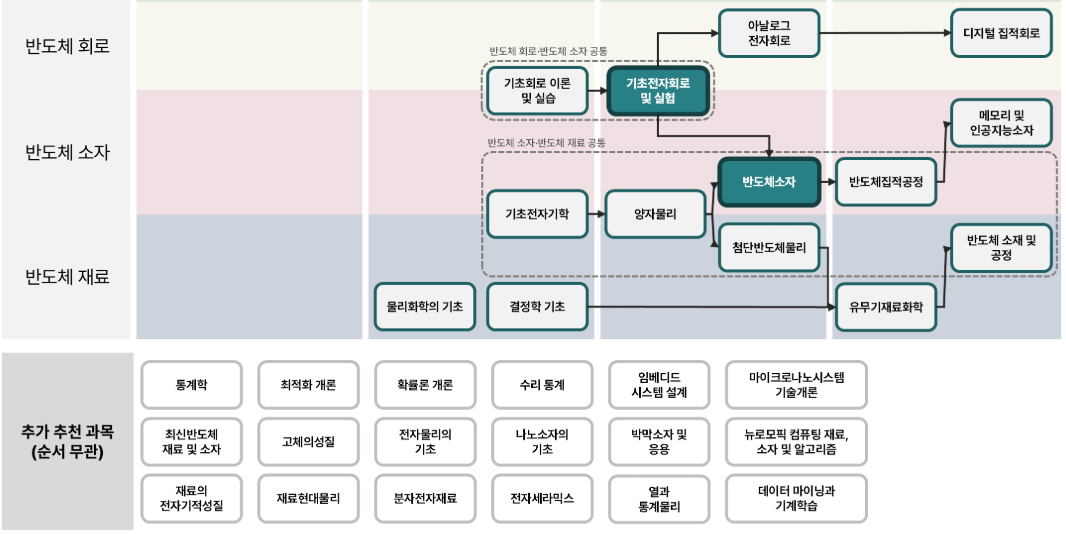 반도체 회로
아날로그
전자회로
디지털 집적회로
반도체 회로·반도체 소자 공통
기초회로 이론
및 실습
기초전자회로
및 실험
반도체 소자
메모리 및
인공지능소자
반도체 소자·반도체 재료 공통
반도체소자
반도체집적공정
기초전자기학
양자물리
반도체 재료
첨단반도체물리
반도체 소재 및
공정
물리화학의 기초
결정학 기초
유무기재료화학
추가 추천 과목
(순서 무관)
통계학
최적화 개론
확률론 개론
수리 통계
임베디드
시스템 설계
마이크로나노시스템
기술개론
최신반도체
재료 및 소자
고체의성질
전자물리의
기초
나노소자의
기초
박막소자 및
응용
뉴로모픽 컴퓨팅 재료,
소자 및 알고리즘
재료의
전자기적성질
재료현대물리
분자전자재료
전자세라믹스
열과
통계물리
데이터 마이닝과
기계학습